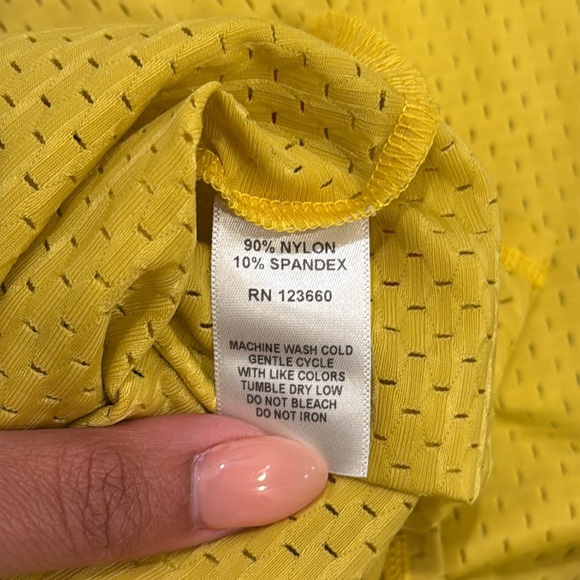 90% NYLON
10% SPANDEX
RN 123660
MACHINE WASH COLD
GENTLE CYCLE
WITH LIKE COLORS
TUMBLE DRY LOW
DO NOT BLEACH
DO NOT IRON